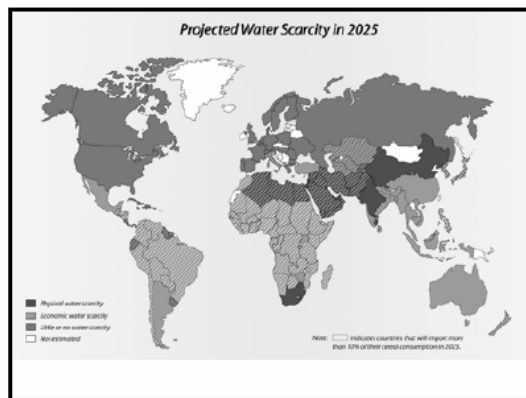 Projected Water Scarcity in 2025
Physical water scarcity
Economic water scarcity
Little or no water scarcity
Not estimated
Note: indicates countries that will import more
than 10% of their cereal consumption in 2025.